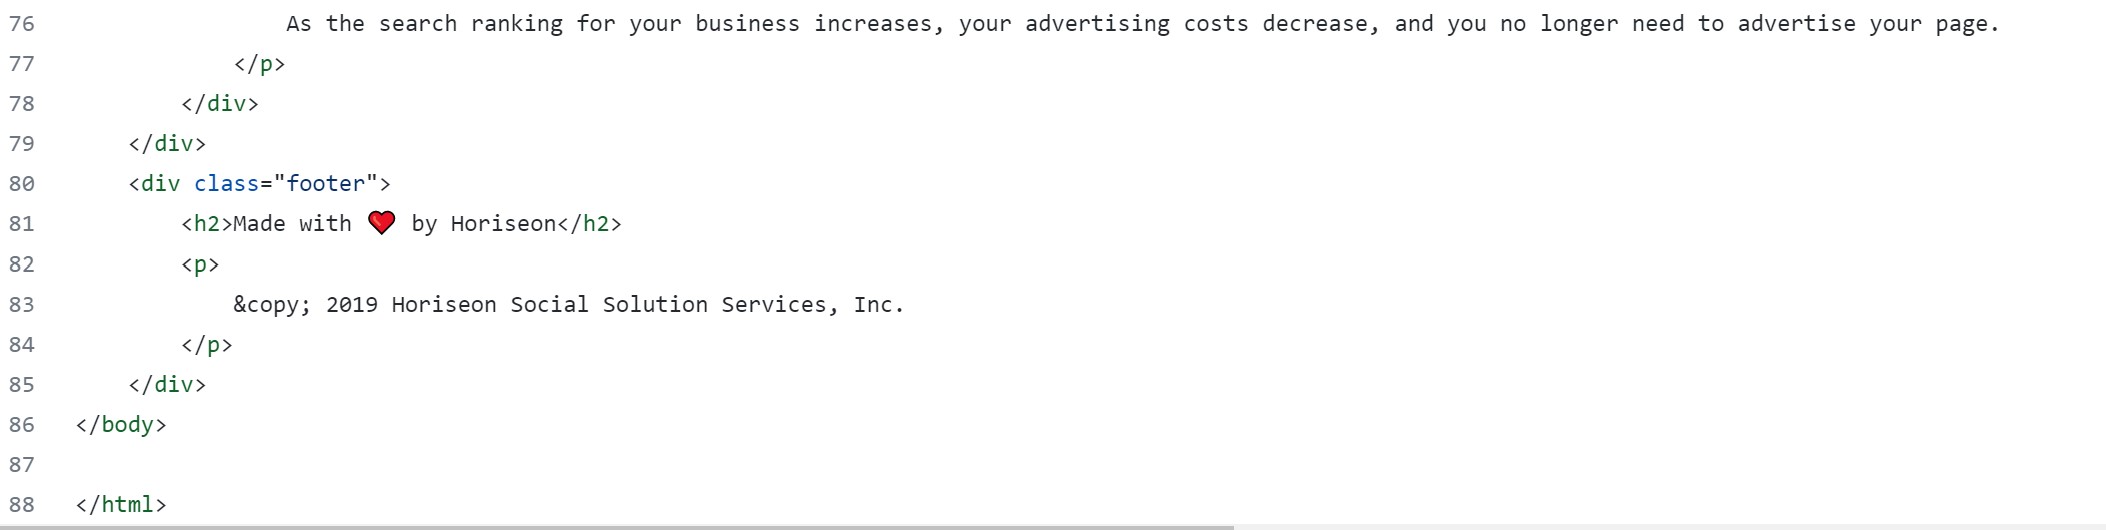 76 As the search ranking for your business increases, your advertising costs decrease, and you no longer need to advertise your page.
77 </p>
78 </div>
79 </div>
80 <div class="footer">
81 <h2>Made with ❤️ by Horiseon</h2>
82 <p>
83 &copy; 2019 Horiseon Social Solution Services, Inc.
84 </p>
85 </div>
86 </body>
87
88 </html>